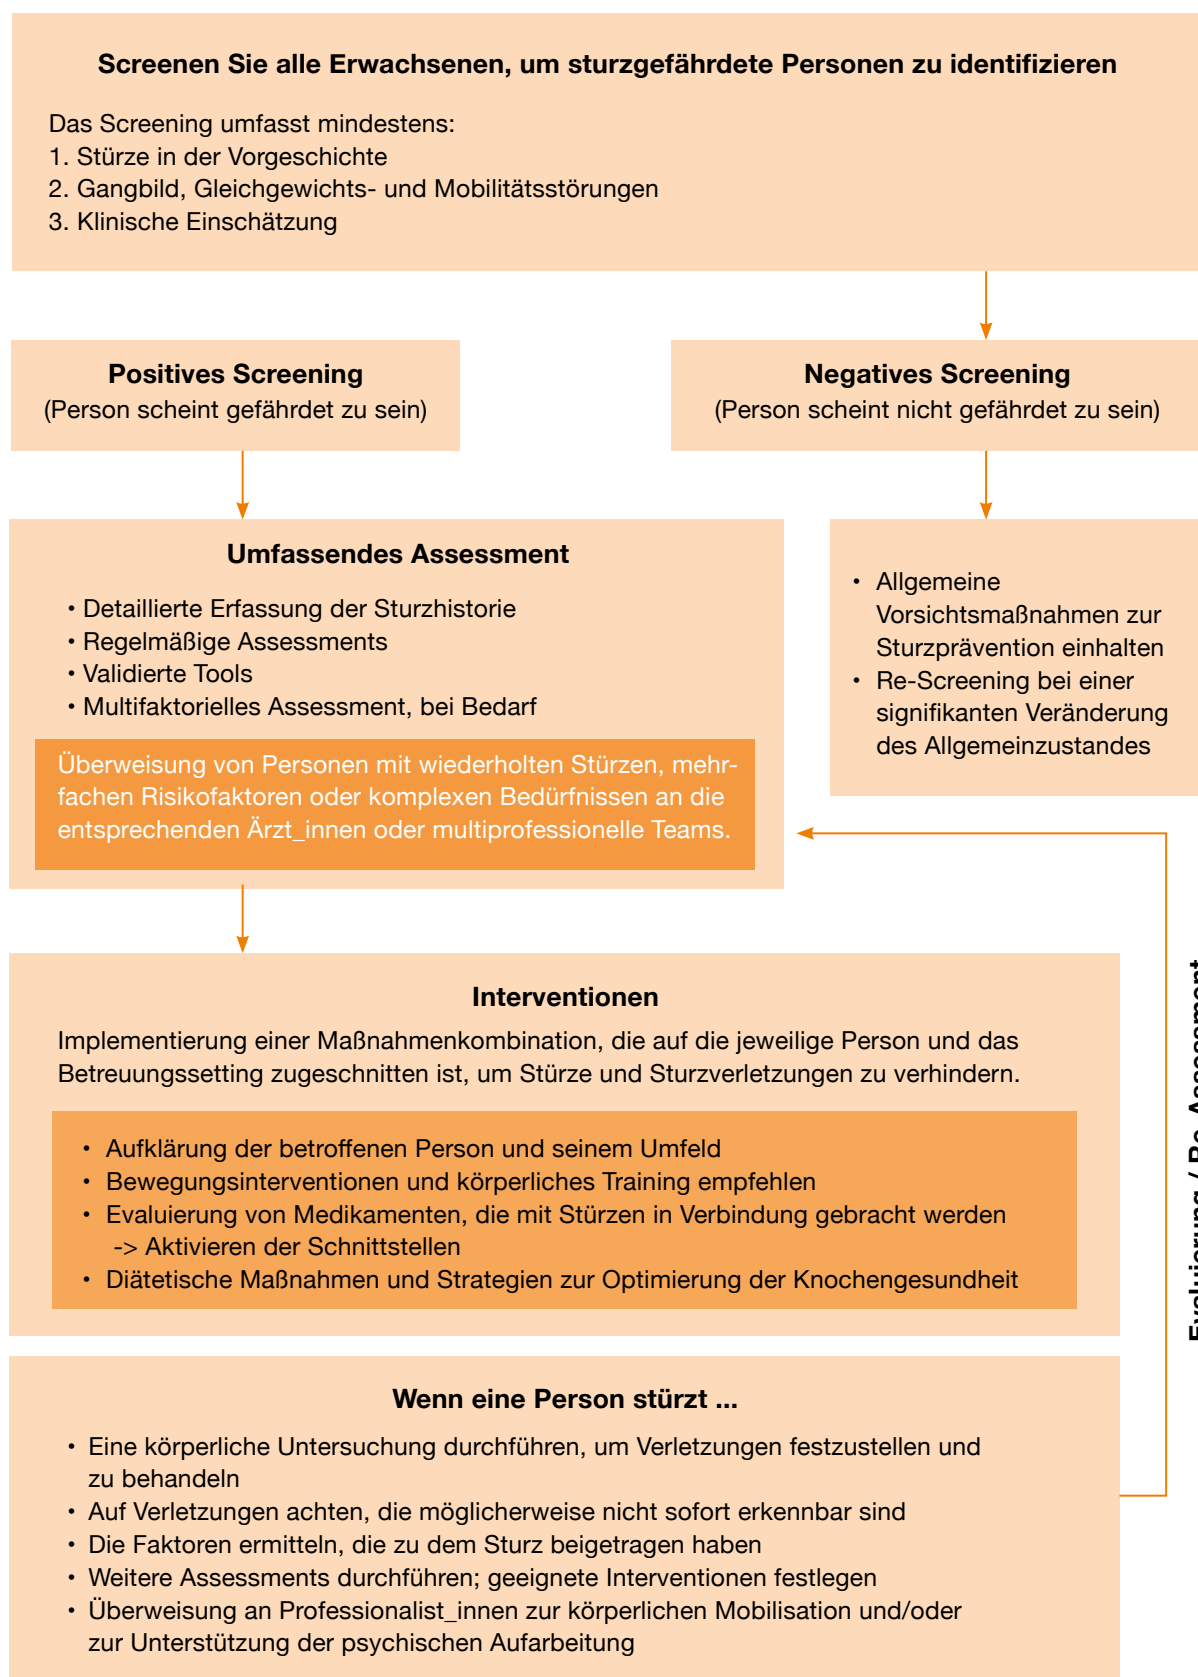 Screenen Sie alle Erwachsenen, um sturzgefährdete Personen zu identifizieren
Das Screening umfasst mindestens:
1. Stürze in der Vorgeschichte
2. Gangbild, Gleichgewichts- und Mobilitätsstörungen
3. Klinische Einschätzung
Positives Screening
(Person scheint gefährdet zu sein)
Negatives Screening
(Person scheint nicht gefährdet zu sein)
Umfassendes Assessment
• Detaillierte Erfassung der Sturzhistorie
• Regelmäßige Assessments
• Validierte Tools
• Multifaktorielles Assessment, bei Bedarf
Überweisung von Personen mit wiederholten Stürzen, mehr-
fachen Risikofaktoren oder komplexen Bedürfnissen an die
entsprechenden Ärzt_innen oder multiprofessionelle Teams.
• Allgemeine
Vorsichtsmaßnahmen zur
Sturzprävention einhalten
• Re-Screening bei einer
signifikanten Veränderung
des Allgemeinzustandes
Interventionen
Implementierung einer Maßnahmenkombination, die auf die jeweilige Person und das
Betreuungssetting zugeschnitten ist, um Stürze und Sturzverletzungen zu verhindern.
• Aufklärung der betroffenen Person und seinem Umfeld
• Bewegungsinterventionen und körperliches Training empfehlen
• Evaluierung von Medikamenten, die mit Stürzen in Verbindung gebracht werden
-> Aktivieren der Schnittstellen
• Diätetische Maßnahmen und Strategien zur Optimierung der Knochengesundheit
Evaluierung / Re-Assessment
Wenn eine Person stürzt ...
• Eine körperliche Untersuchung durchführen, um Verletzungen festzustellen und
zu behandeln
• Auf Verletzungen achten, die möglicherweise nicht sofort erkennbar sind
• Die Faktoren ermitteln, die zu dem Sturz beigetragen haben
• Weitere Assessments durchführen; geeignete Interventionen festlegen
• Überweisung an Professionalist_innen zur körperlichen Mobilisation und/oder
zur Unterstützung der psychischen Aufarbeitung